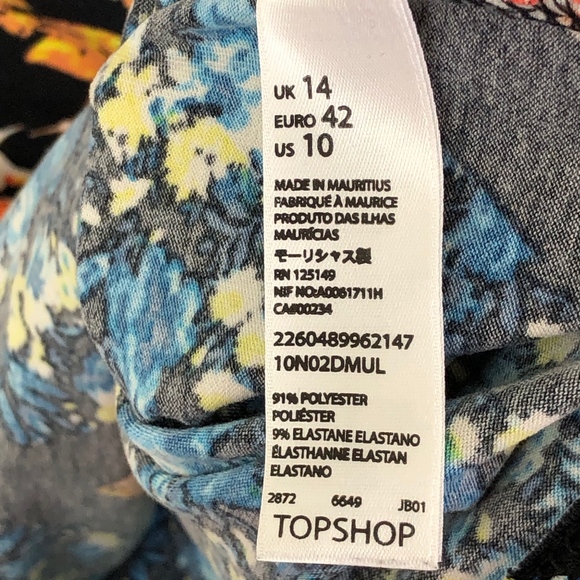 UK 14
EURO 42
US 10
MADE IN MAURITIUS
FABRIQUÉ À MAURICE
PRODUTO DAS ILHAS
MAURÍCIAS
モーリシャス製
RN 125149
NIF NO:A0061711H
CA#00234
2260489962147
10N02DMUL
91% POLYESTER
POLIÉSTER
9% ELASTANE ELASTANO
ÉLASTHANNE ELASTAN
ELASTANO
2872 6649 JB01
TOPSHOP